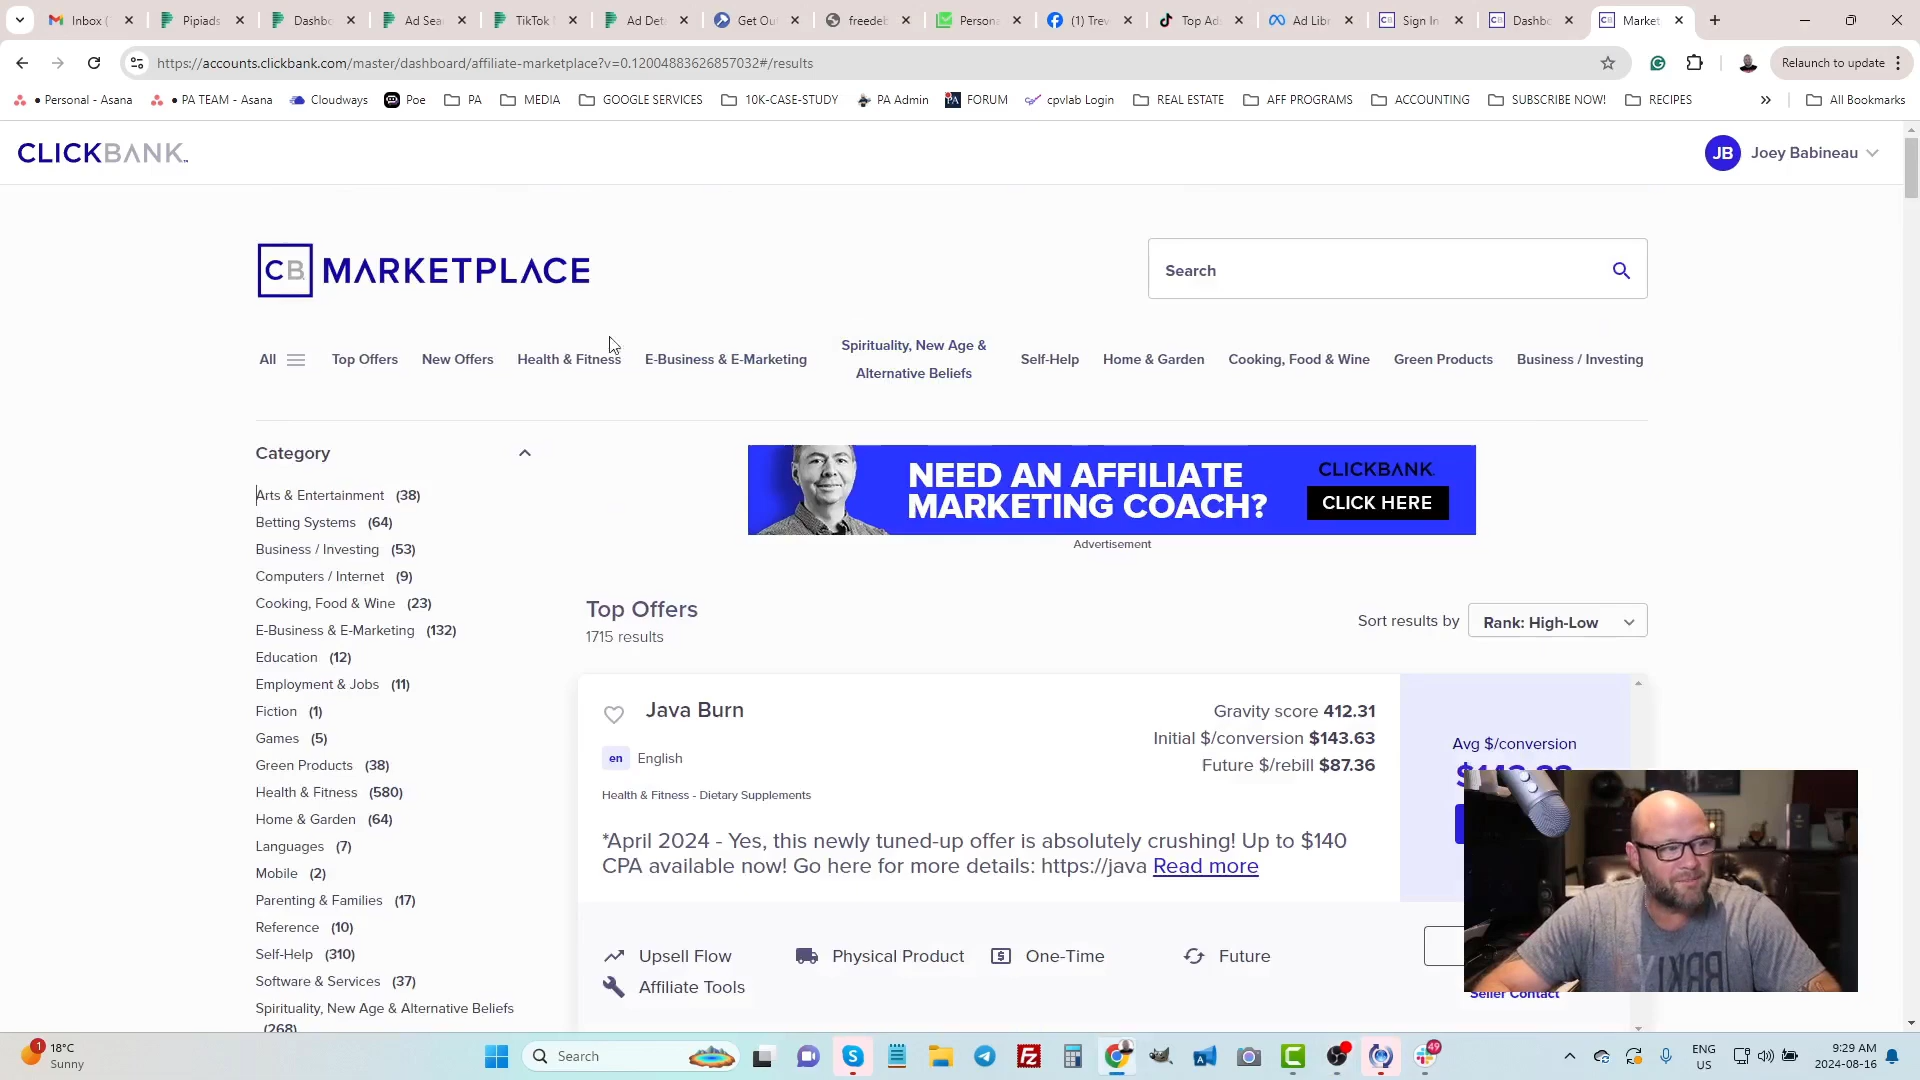 Inbox (
Pipiads
Dashbo
Ad Sea
TikTok
Ad Det
Get Ou
freedeb
Persona
(1) Trev
Top Ads
Ad Libr
Sign In
Dashbo
Market
https://accounts.clickbank.com/master/dashboard/affiliate-marketplace?v=0.12004883626857032#/results
Relaunch to update
• Personal - Asana
• PA TEAM - Asana
Cloudways
Poe
PA
MEDIA
GOOGLE SERVICES
10K-CASE-STUDY
PA Admin
FORUM
cpvlab Login
REAL ESTATE
AFF PROGRAMS
ACCOUNTING
SUBSCRIBE NOW!
RECIPES
All Bookmarks
CLICKBANK
JB Joey Babineau
CB MARKETPLACE
Search
All
Top Offers
New Offers
Health & Fitness
E-Business & E-Marketing
Spirituality, New Age &
Alternative Beliefs
Self-Help
Home & Garden
Cooking, Food & Wine
Green Products
Business / Investing
Category
Arts & Entertainment (38)
Betting Systems (64)
Business / Investing (53)
Computers / Internet (9)
Cooking, Food & Wine (23)
E-Business & E-Marketing (132)
Education (12)
Employment & Jobs (11)
Fiction (1)
Games (5)
Green Products (38)
Health & Fitness (580)
Home & Garden (64)
Languages (7)
Mobile (2)
Parenting & Families (17)
Reference (10)
Self-Help (310)
Software & Services (37)
Spirituality, New Age & Alternative Beliefs
(268)
NEED AN AFFILIATE
MARKETING COACH?
CLICKBANK
CLICK HERE
Advertisement
Top Offers
1715 results
Sort results by
Rank: High-Low
Java Burn
en English
Health & Fitness - Dietary Supplements
Gravity score 412.31
Initial $/conversion $143.63
Future $/rebill $87.36
Avg $/conversion
*April 2024 - Yes, this newly tuned-up offer is absolutely crushing! Up to $140
CPA available now! Go here for more details: https://java Read more
Upsell Flow
Physical Product
One-Time
Future
Affiliate Tools
Seller Contact
1
18°C
Sunny
Search
49
ENG
US
9:29 AM
2024-08-16